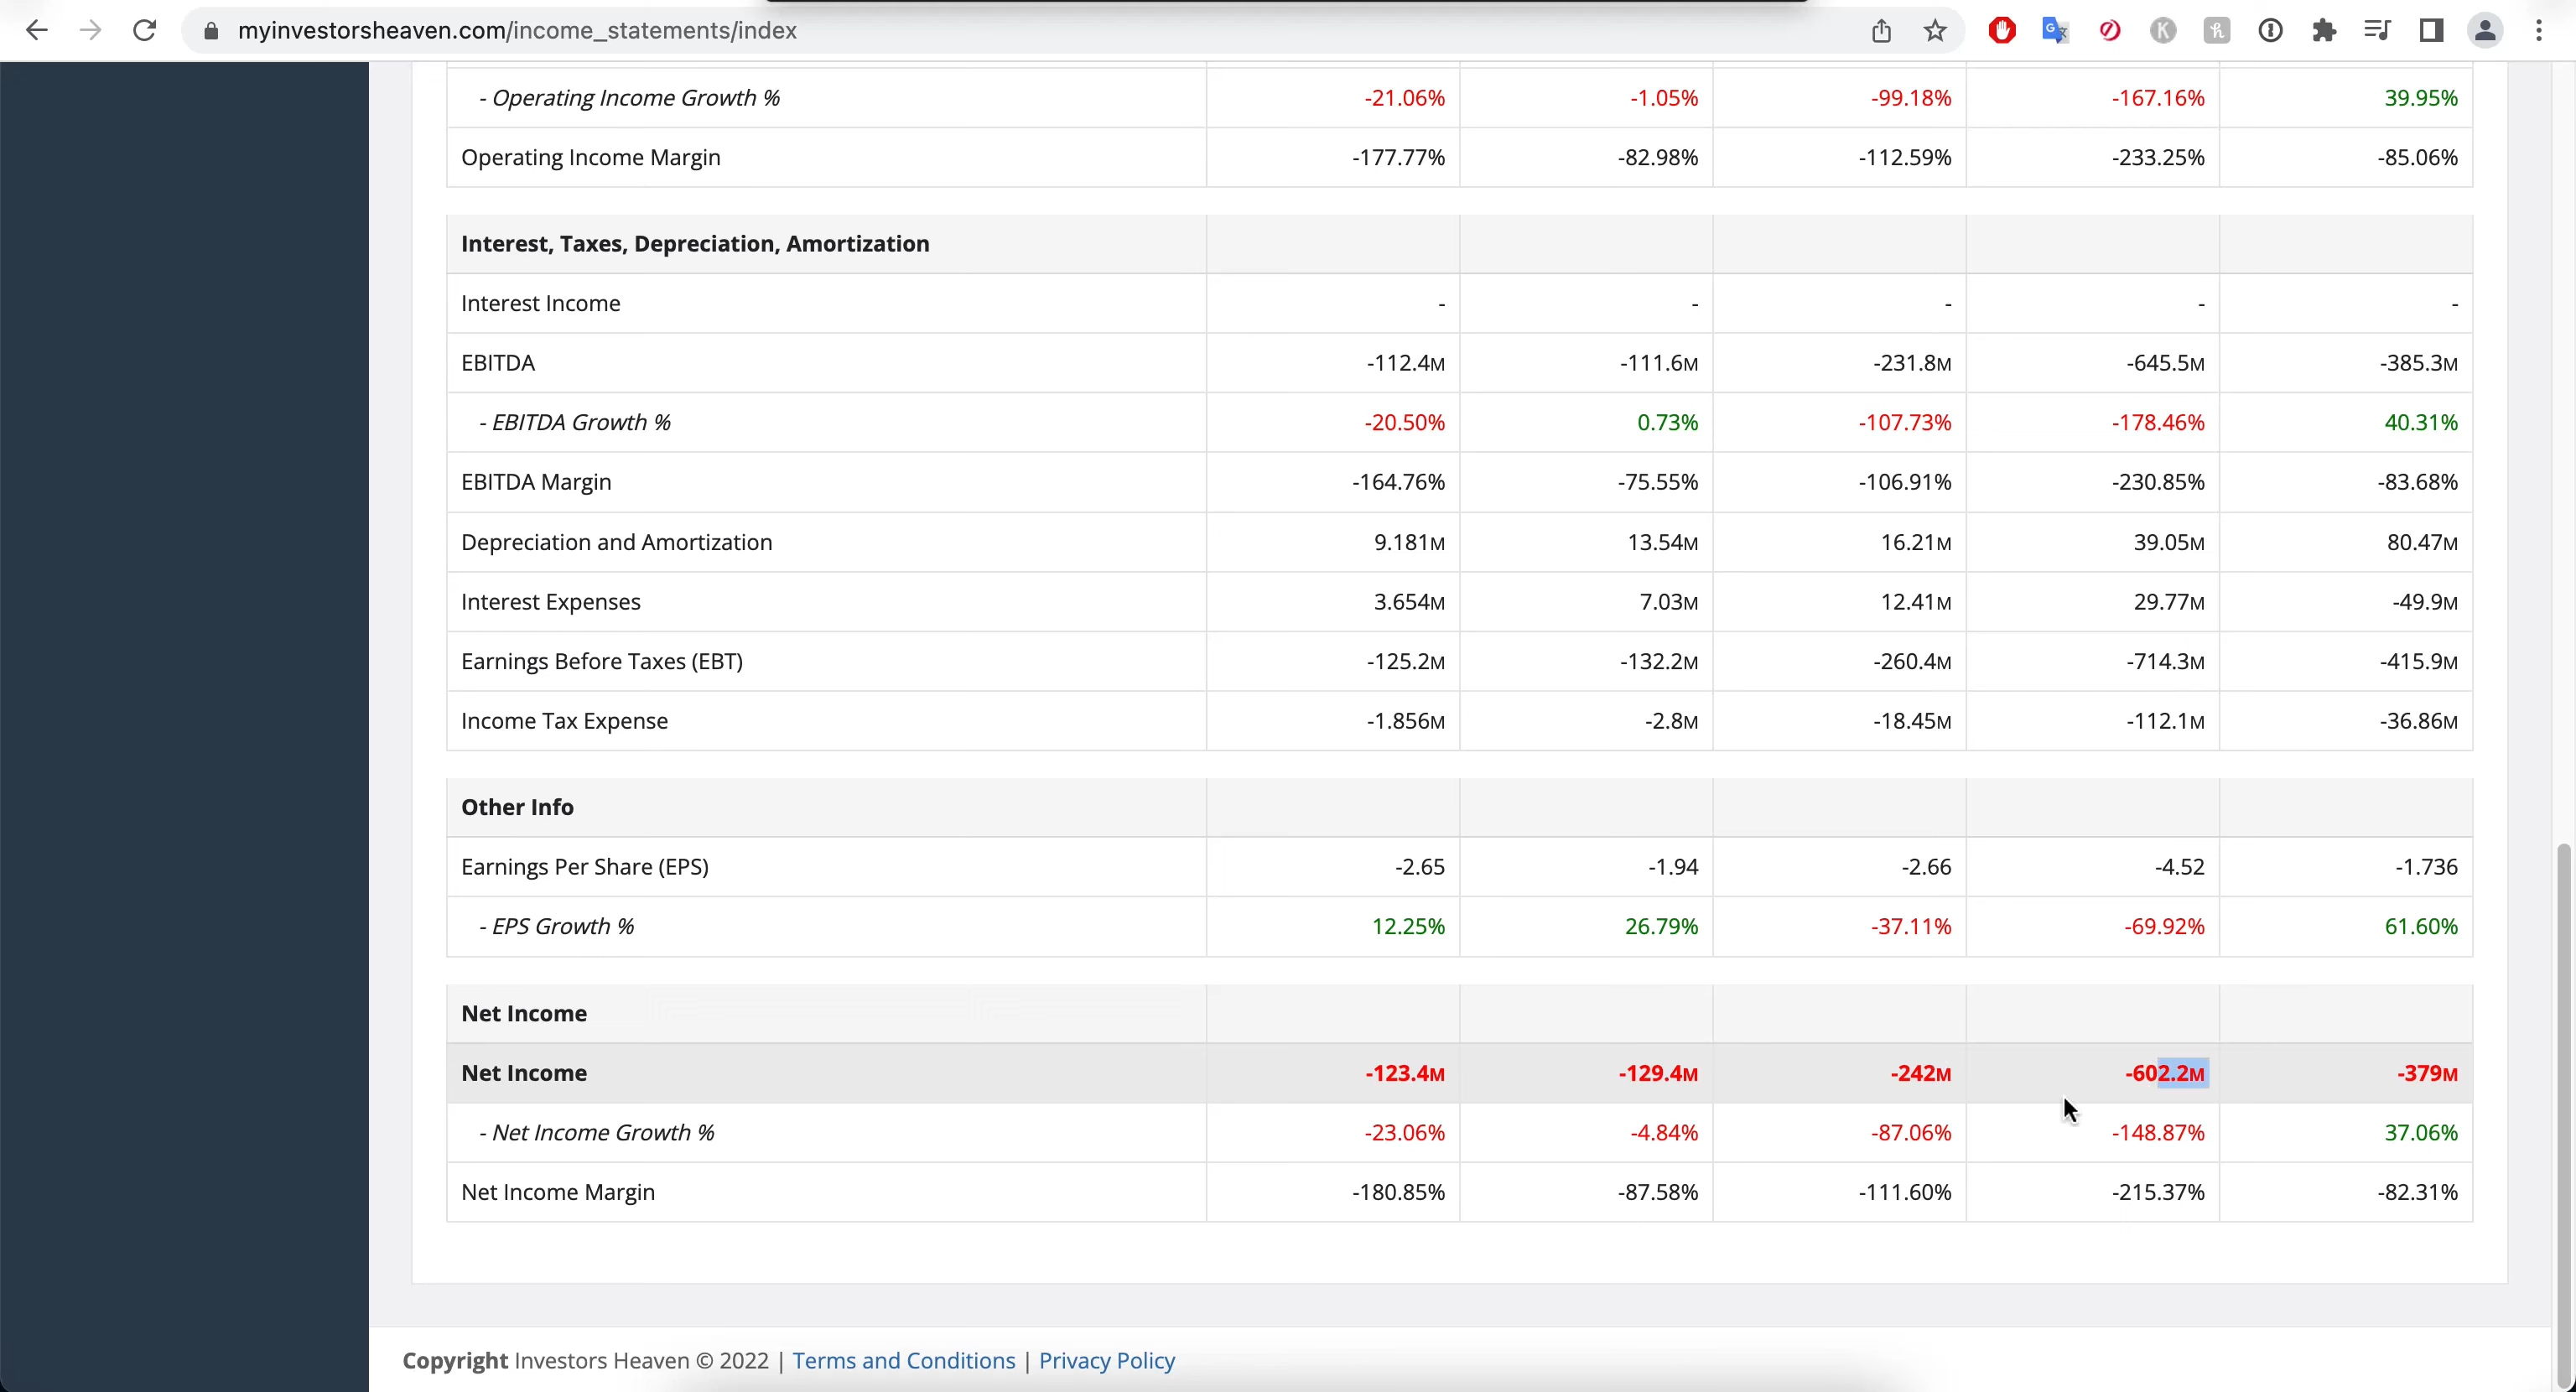 myinvestorsheaven.com/income_statements/index
- Operating Income Growth % -21.06% -1.05% -99.18% -167.16% 39.95%
Operating Income Margin -177.77% -82.98% -112.59% -233.25% -85.06%
Interest, Taxes, Depreciation, Amortization
Interest Income - - - - -
EBITDA -112.4M -111.6M -231.8M -645.5M -385.3M
- EBITDA Growth % -20.50% 0.73% -107.73% -178.46% 40.31%
EBITDA Margin -164.76% -75.55% -106.91% -230.85% -83.68%
Depreciation and Amortization 9.181M 13.54M 16.21M 39.05M 80.47M
Interest Expenses 3.654M 7.03M 12.41M 29.77M -49.9M
Earnings Before Taxes (EBT) -125.2M -132.2M -260.4M -714.3M -415.9M
Income Tax Expense -1.856M -2.8M -18.45M -112.1M -36.86M
Other Info
Earnings Per Share (EPS) -2.65 -1.94 -2.66 -4.52 -1.736
- EPS Growth % 12.25% 26.79% -37.11% -69.92% 61.60%
Net Income
Net Income -123.4M -129.4M -242M -602.2M -379M
- Net Income Growth % -23.06% -4.84% -87.06% -148.87% 37.06%
Net Income Margin -180.85% -87.58% -111.60% -215.37% -82.31%
Copyright Investors Heaven © 2022 | Terms and Conditions | Privacy Policy